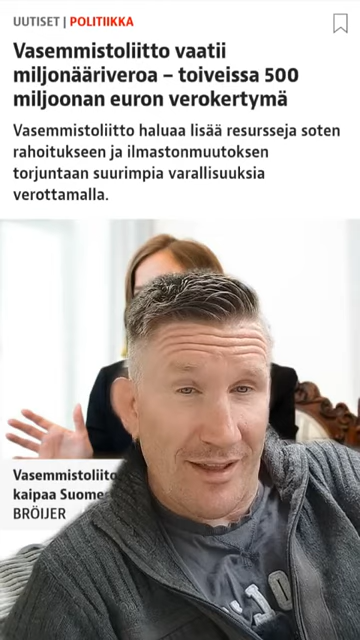 UUTISET | POLITIIKKA
Vasemmistoliitto vaatii
miljonääriveroa – toiveissa 500
miljoonan euron verokertymä
Vasemmistoliitto haluaa lisää resursseja soten
rahoitukseen ja ilmastonmuutoksen
torjuntaan suurimpia varallisuuksia
verottamalla.
Vasemmistoliito
kaipaa Suome
BRÖIJER